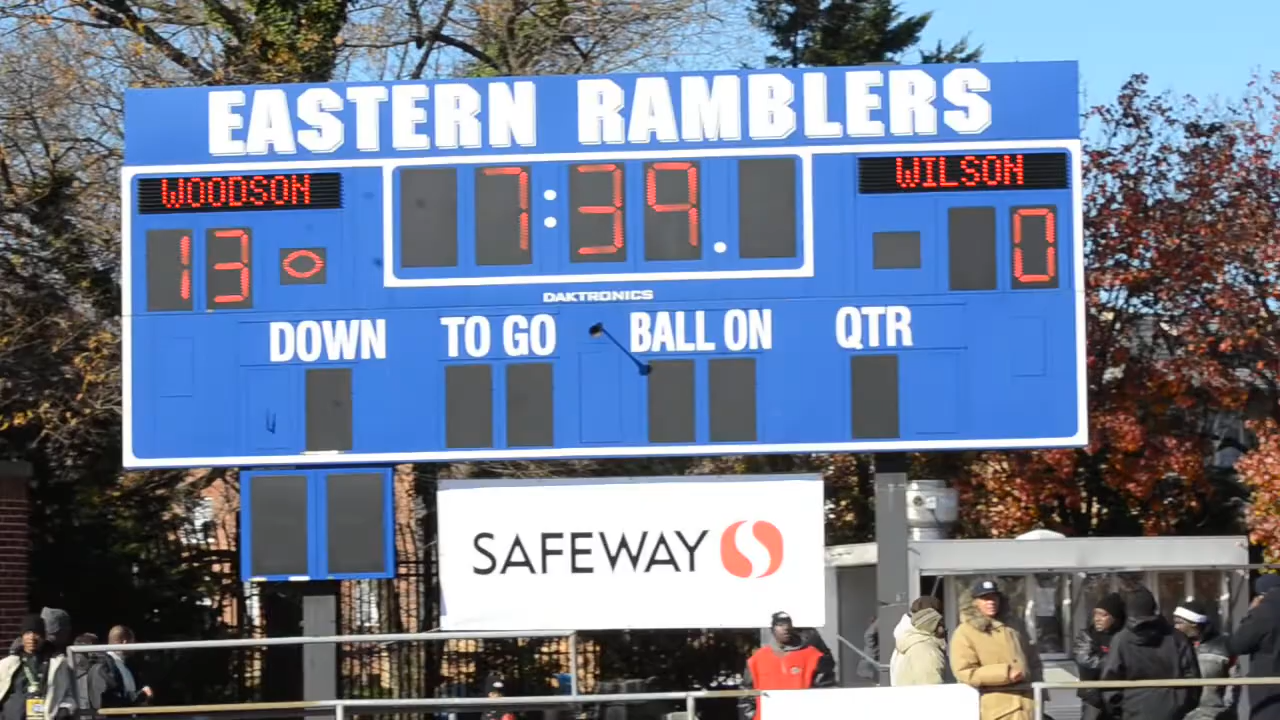 EASTERN RAMBLERS
WOODSON
7:39.
WILSON
13
0
DAKTRONICS
DOWN TO GO BALL ON QTR
SAFEWAY